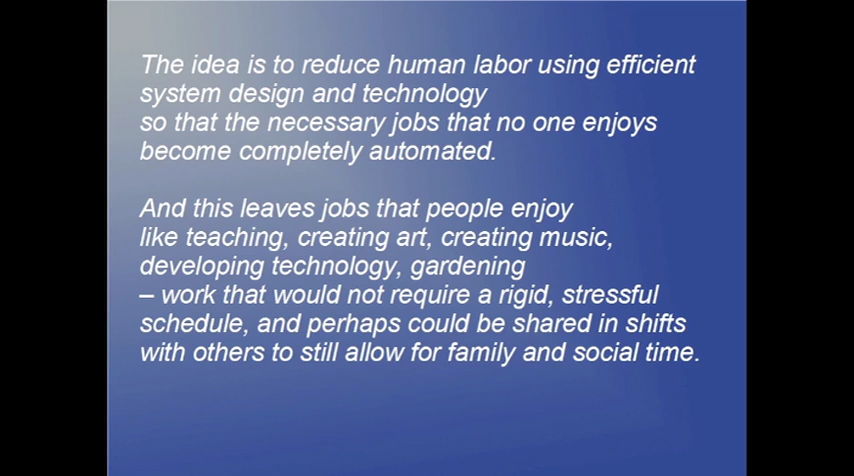 The idea is to reduce human labor using efficient
system design and technology
so that the necessary jobs that no one enjoys
become completely automated.
And this leaves jobs that people enjoy
like teaching, creating art, creating music,
developing technology, gardening
– work that would not require a rigid, stressful
schedule, and perhaps could be shared in shifts
with others to still allow for family and social time.